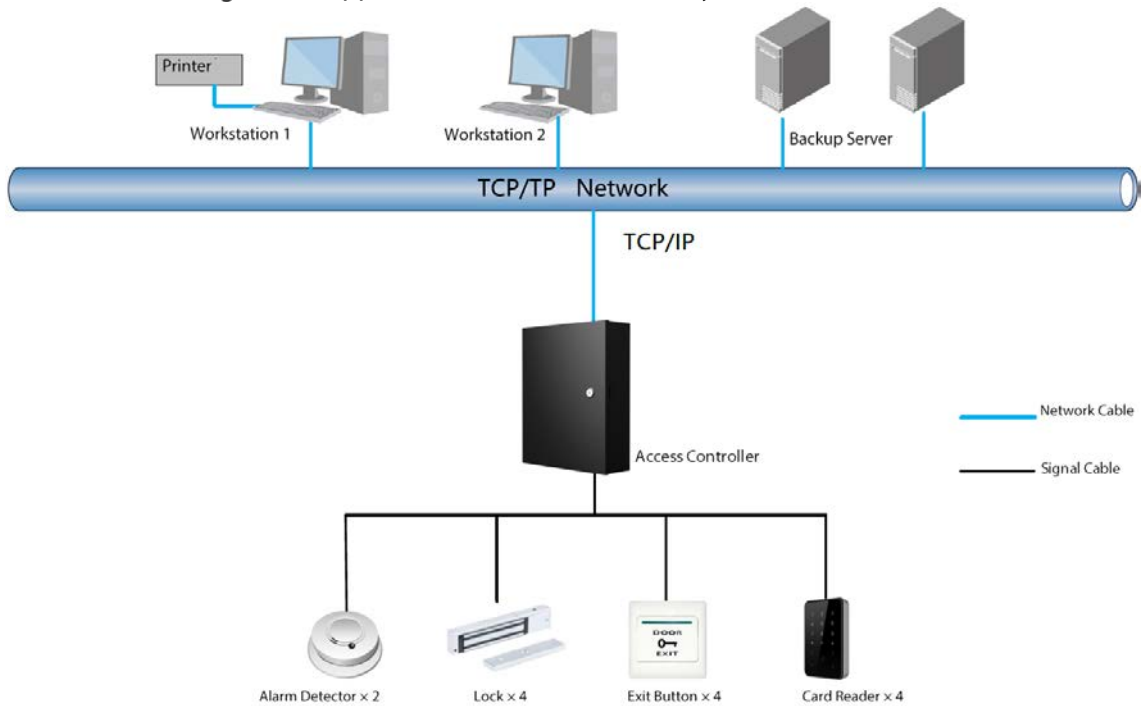 Printer
Workstation 1
Workstation 2
Backup Server
TCP/TP Network
TCP/IP
Access Controller
Network Cable
Signal Cable
DOOR
EXIT
Alarm Detector × 2
Lock × 4
Exit Button × 4
Card Reader × 4